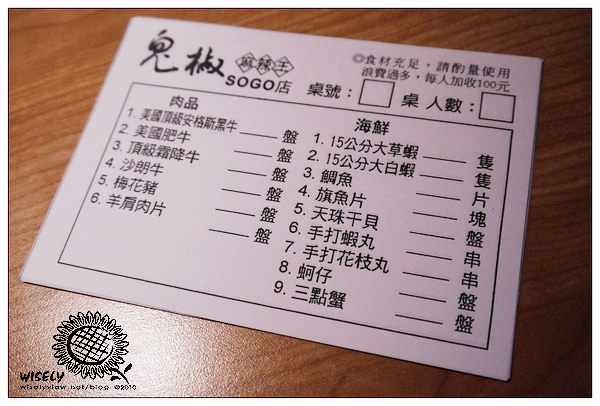 鬼椒 麻辣王 SOGO店
◎食材充足，請酌量使用
浪費過多，每人加收100元
桌號： 桌 人數：
肉品
1. 美國頂級安格斯黑牛 盤
2. 美國肥牛 盤
3. 頂級霜降牛 盤
4. 沙朗牛 盤
5. 梅花豬 盤
6. 羊肩肉片 盤
海鮮
1. 15公分大草蝦 隻
2. 15公分大白蝦 隻
3. 鯛魚 片
4. 旗魚片 塊
5. 天珠干貝 盤
6. 手打蝦丸 串
7. 手打花枝丸 串
8. 蚵仔 盤
9. 三點蟹 盤
WISELY
wiselyview.net/blog ©2010